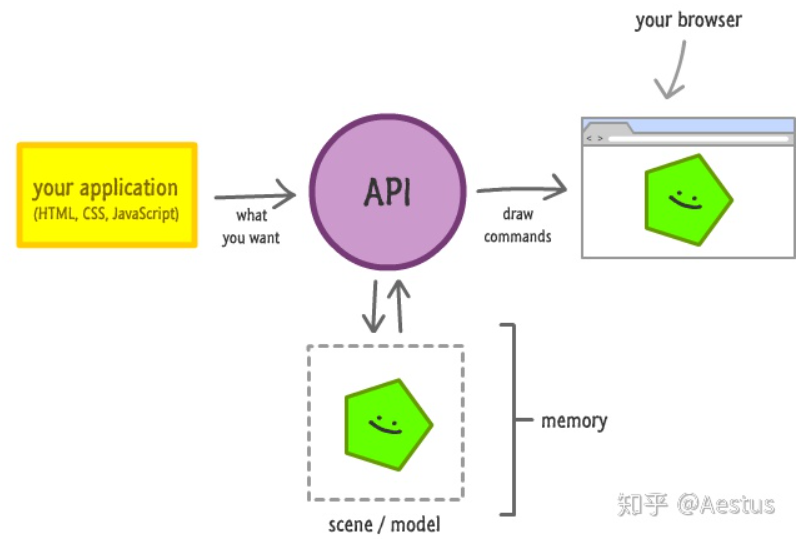 your browser
< >
your application
(HTML, CSS, JavaScript)
what
you want
API
draw
commands
memory
scene / model
知乎 @Aestus